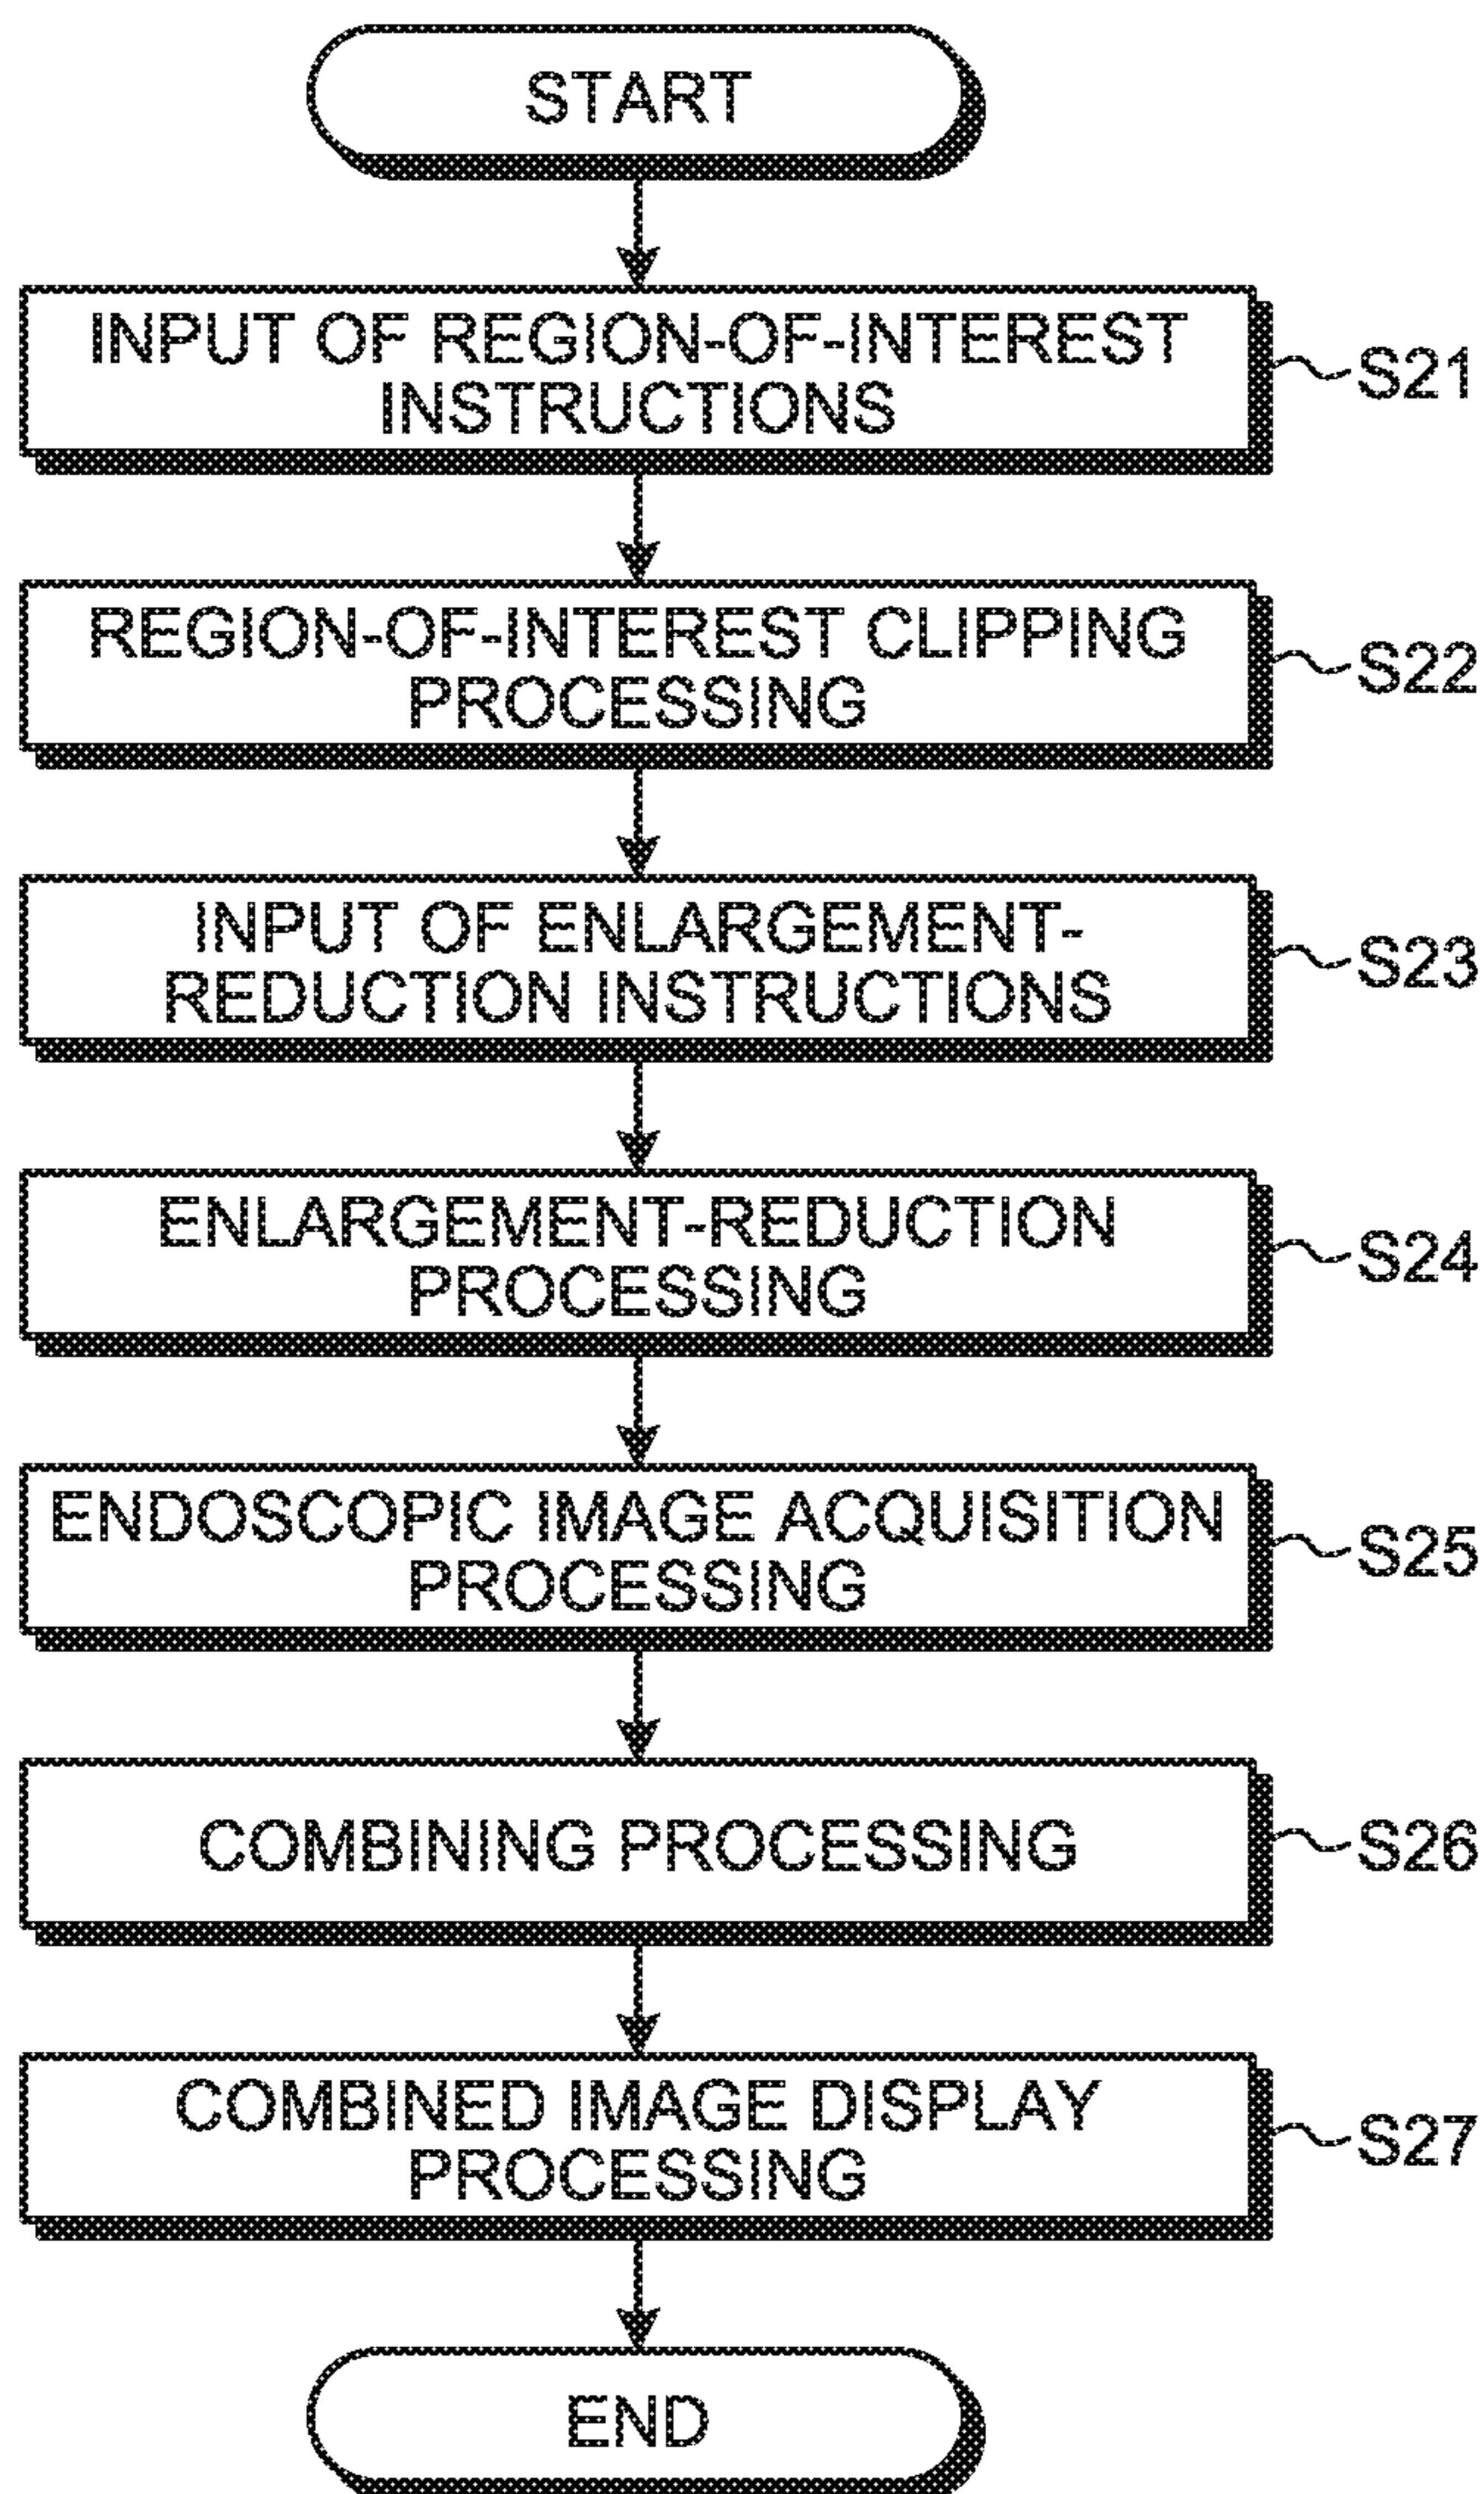 START
INPUT OF REGION-OF-INTEREST
INSTRUCTIONS
S21
REGION-OF-INTEREST CLIPPING
PROCESSING
S22
INPUT OF ENLARGEMENT-
REDUCTION INSTRUCTIONS
S23
ENLARGEMENT-REDUCTION
PROCESSING
S24
ENDOSCOPIC IMAGE ACQUISITION
PROCESSING
S25
COMBINING PROCESSING
S26
COMBINED IMAGE DISPLAY
PROCESSING
S27
END